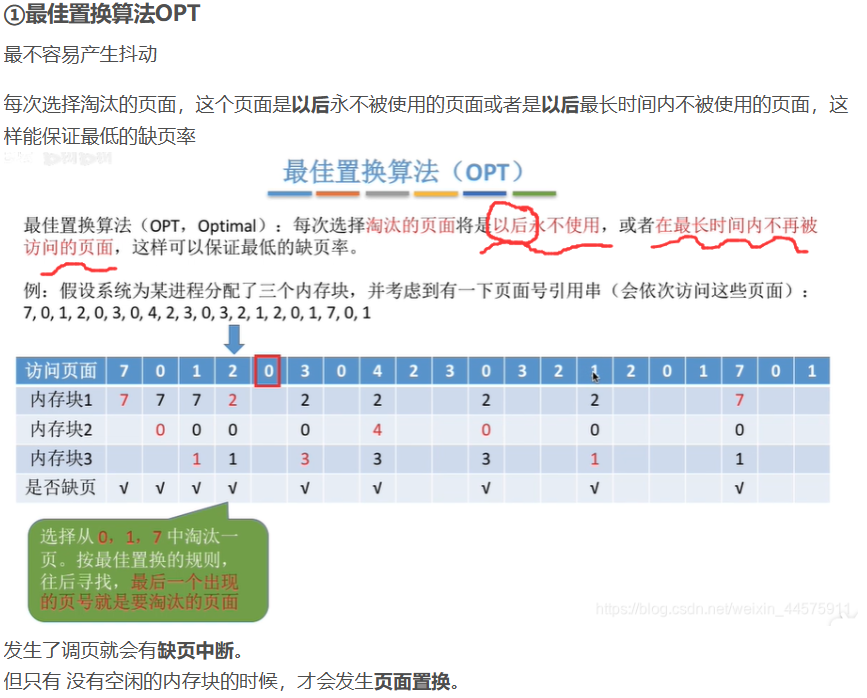 ①最佳置换算法OPT
最不容易产生抖动
每次选择淘汰的页面，这个页面是以后永不被使用的页面或者是以后最长时间内不被使用的页面，这
样能保证最低的缺页率
最佳置换算法（OPT）
最佳置换算法（OPT，Optimal）：每次选择淘汰的页面将是以后永不使用，或者在最长时间内不再被
访问的页面，这样可以保证最低的缺页率。
例：假设系统为某进程分配了三个内存块，并考虑到有一下页面号引用串（会依次访问这些页面）：
7, 0, 1, 2, 0, 3, 0, 4, 2, 3, 0, 3, 2, 1, 2, 0, 1, 7, 0, 1
访问页面 7 0 1 2 0 3 0 4 2 3 0 3 2 1 2 0 1 7 0 1
内存块1 7 7 7 2 2 2 2 2 7
内存块2 0 0 0 0 4 0 0 0
内存块3 1 1 3 3 3 1 1
是否缺页 √ √ √ √ √ √ √ √ √
选择从 0，1，7 中淘汰一
页。按最佳置换的规则，
往后寻找，最后一个出现
的页号就是要淘汰的页面
https://blog.csdn.net/weixin_44575911
发生了调页就会有缺页中断。
但只有 没有空闲的内存块的时候，才会发生页面置换。